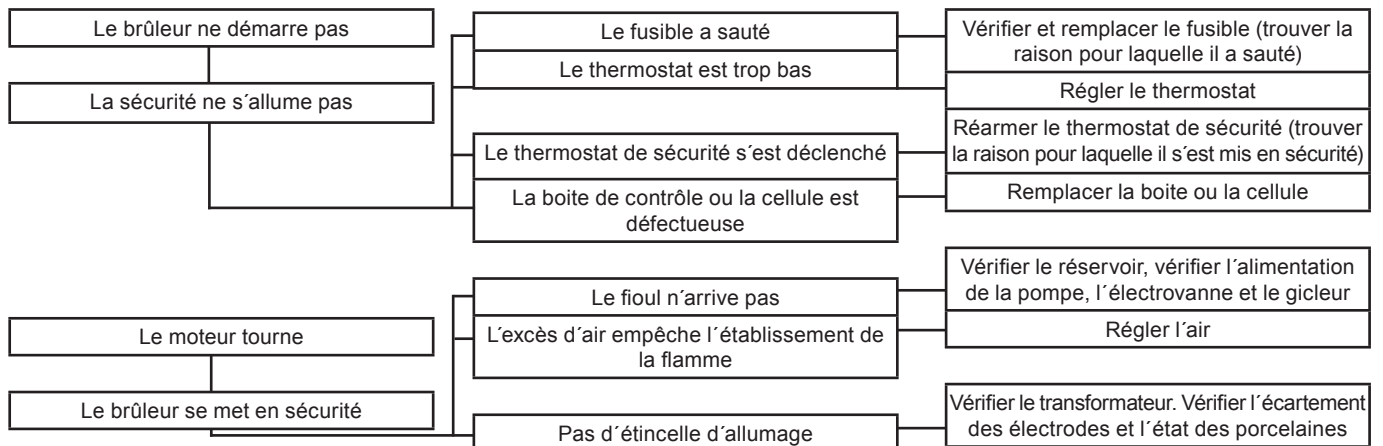 Le brûleur ne démarre pas
La sécurité ne s´allume pas
Le fusible a sauté
Vérifier et remplacer le fusible (trouver la
raison pour laquelle il a sauté)
Le thermostat est trop bas
Régler le thermostat
Le thermostat de sécurité s´est déclenché
Réarmer le thermostat de sécurité (trouver
la raison pour laquelle il s´est mis en sécurité)
La boite de contrôle ou la cellule est
défectueuse
Remplacer la boite ou la cellule
Le moteur tourne
Le brûleur se met en sécurité
Le fioul n´arrive pas
Vérifier le réservoir, vérifier l´alimentation
de la pompe, l´électrovanne et le gicleur
L´excès d´air empêche l´établissement de
la flamme
Régler l´air
Pas d´étincelle d´allumage
Vérifier le transformateur. Vérifier l´écartement
des électrodes et l´état des porcelaines